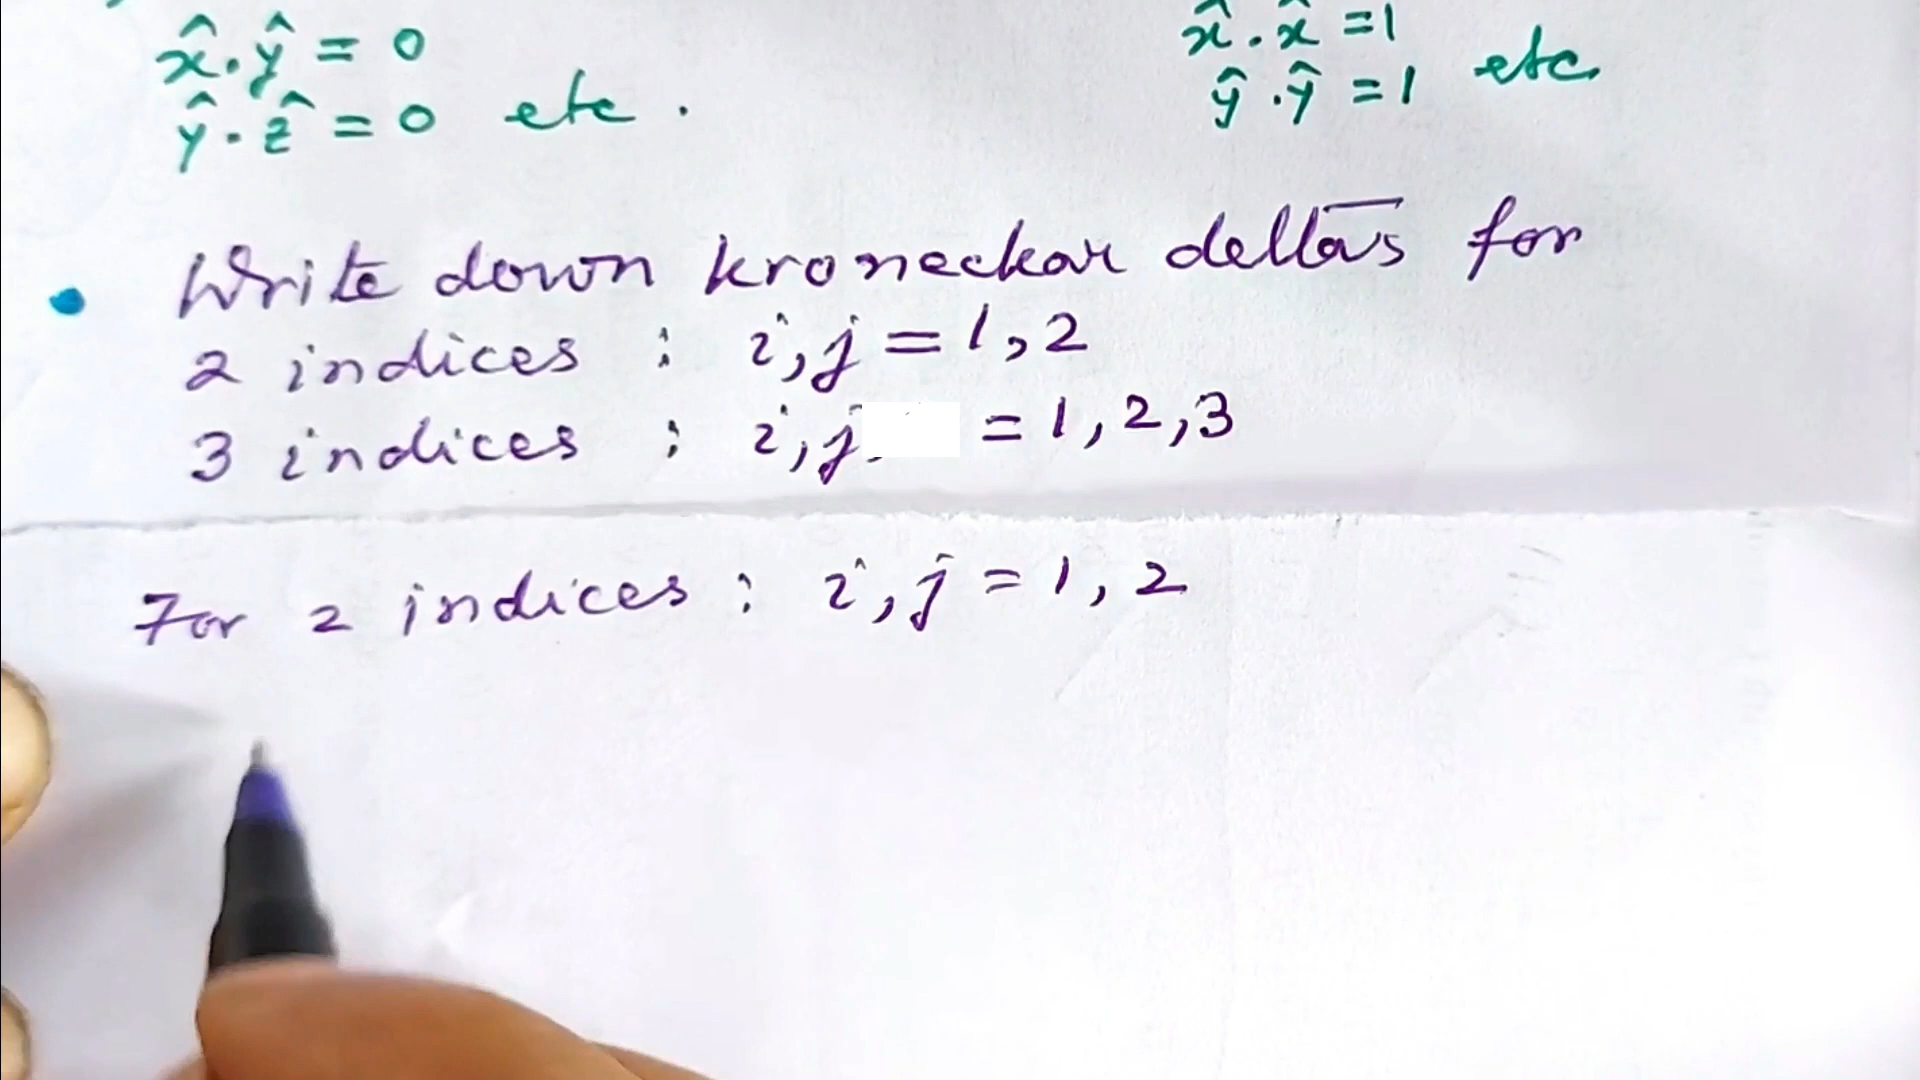 x̂.ŷ = 0
ŷ.ẑ = 0 etc.
x̂.x̂ = 1
ŷ.ŷ = 1 etc
• Write down kroneckar deltas for
2 indices : i,j = 1,2
3 indices : i,j, = 1,2,3
For 2 indices : i,j = 1,2